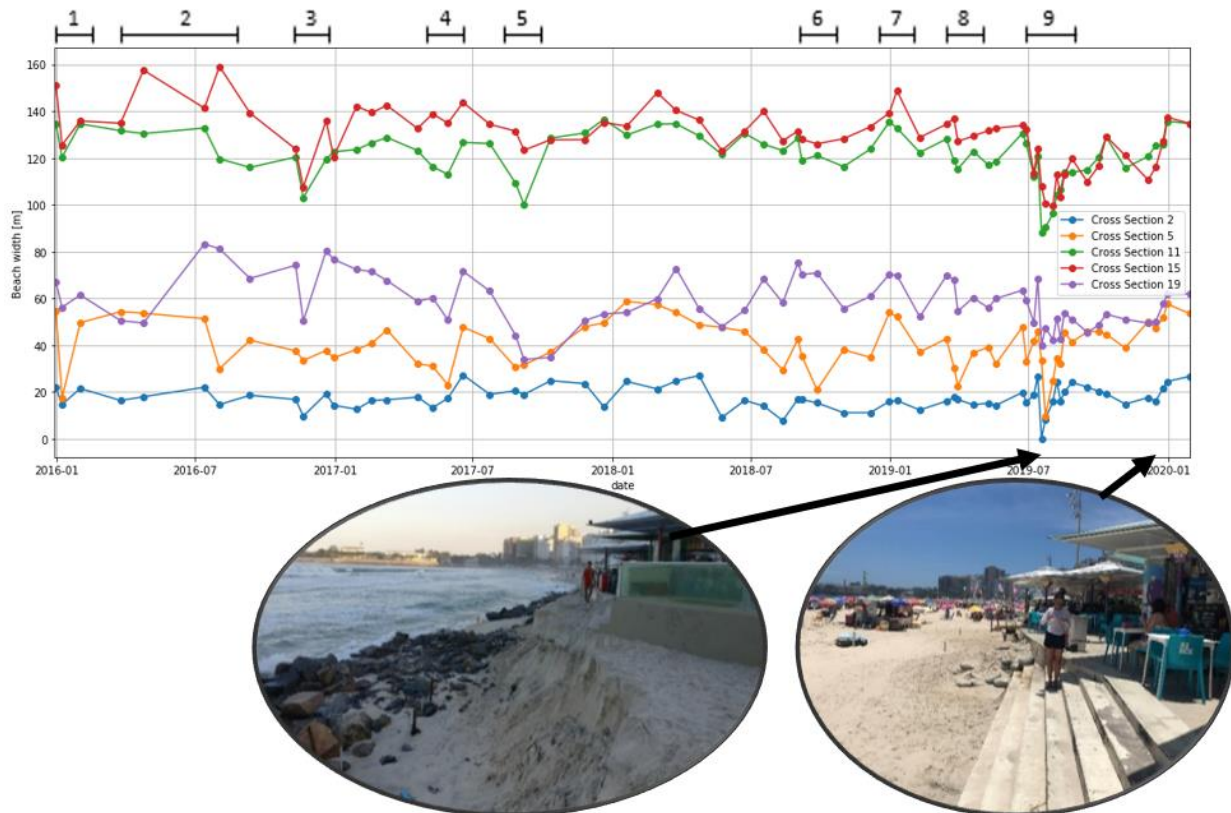 1 2 3 4 5 6 7 8 9
160
140
120
100
80
60
40
20
0
Beach width [m]
Cross Section 2
Cross Section 5
Cross Section 11
Cross Section 15
Cross Section 19
2016-01 2016-07 2017-01 2017-07 2018-01 2018-07 2019-01 2019-07 2020-01
date